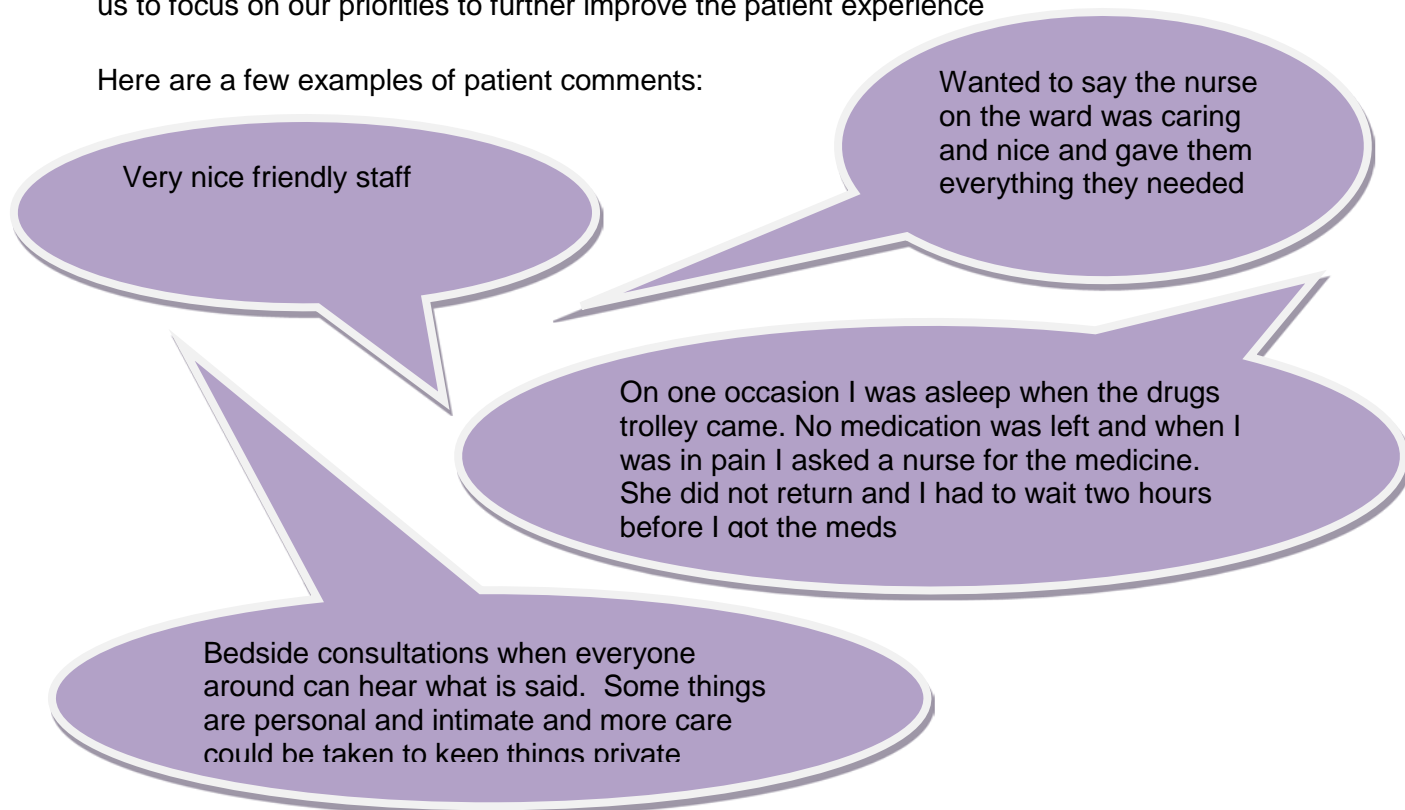 us to focus on our priorities to further improve the patient experience
Here are a few examples of patient comments:
Wanted to say the nurse
on the ward was caring
and nice and gave them
everything they needed
Very nice friendly staff
On one occasion I was asleep when the drugs
trolley came. No medication was left and when I
was in pain I asked a nurse for the medicine.
She did not return and I had to wait two hours
before I got the meds
Bedside consultations when everyone
around can hear what is said.  Some things
are personal and intimate and more care
could be taken to keep things private